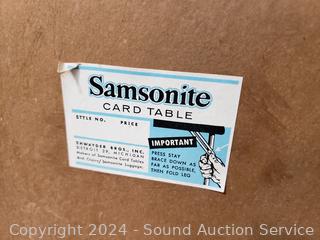 Samsonite
CARD TABLE
STYLE NO. PRICE
SHWAYDER BROS., INC.
DETROIT 29, MICHIGAN
Makers of Samsonite Card Tables
And Chairs/ Samsonite Luggage.
IMPORTANT
PRESS STAY
BRACE DOWN AS
FAR AS POSSIBLE,
THEN FOLD LEG
Copyright 2024 - Sound Auction Service